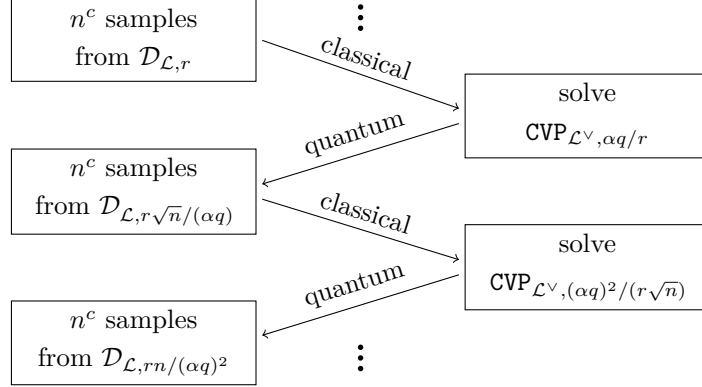 ⋮
n^c samples
from 𝒟_{ℒ,r}
classical
solve
CVP_{ℒ^∨,αq/r}
quantum
n^c samples
from 𝒟_{ℒ,r√n/(αq)}
classical
solve
CVP_{ℒ^∨,(αq)^2/(r√n)}
quantum
n^c samples
from 𝒟_{ℒ,rn/(αq)^2}
⋮